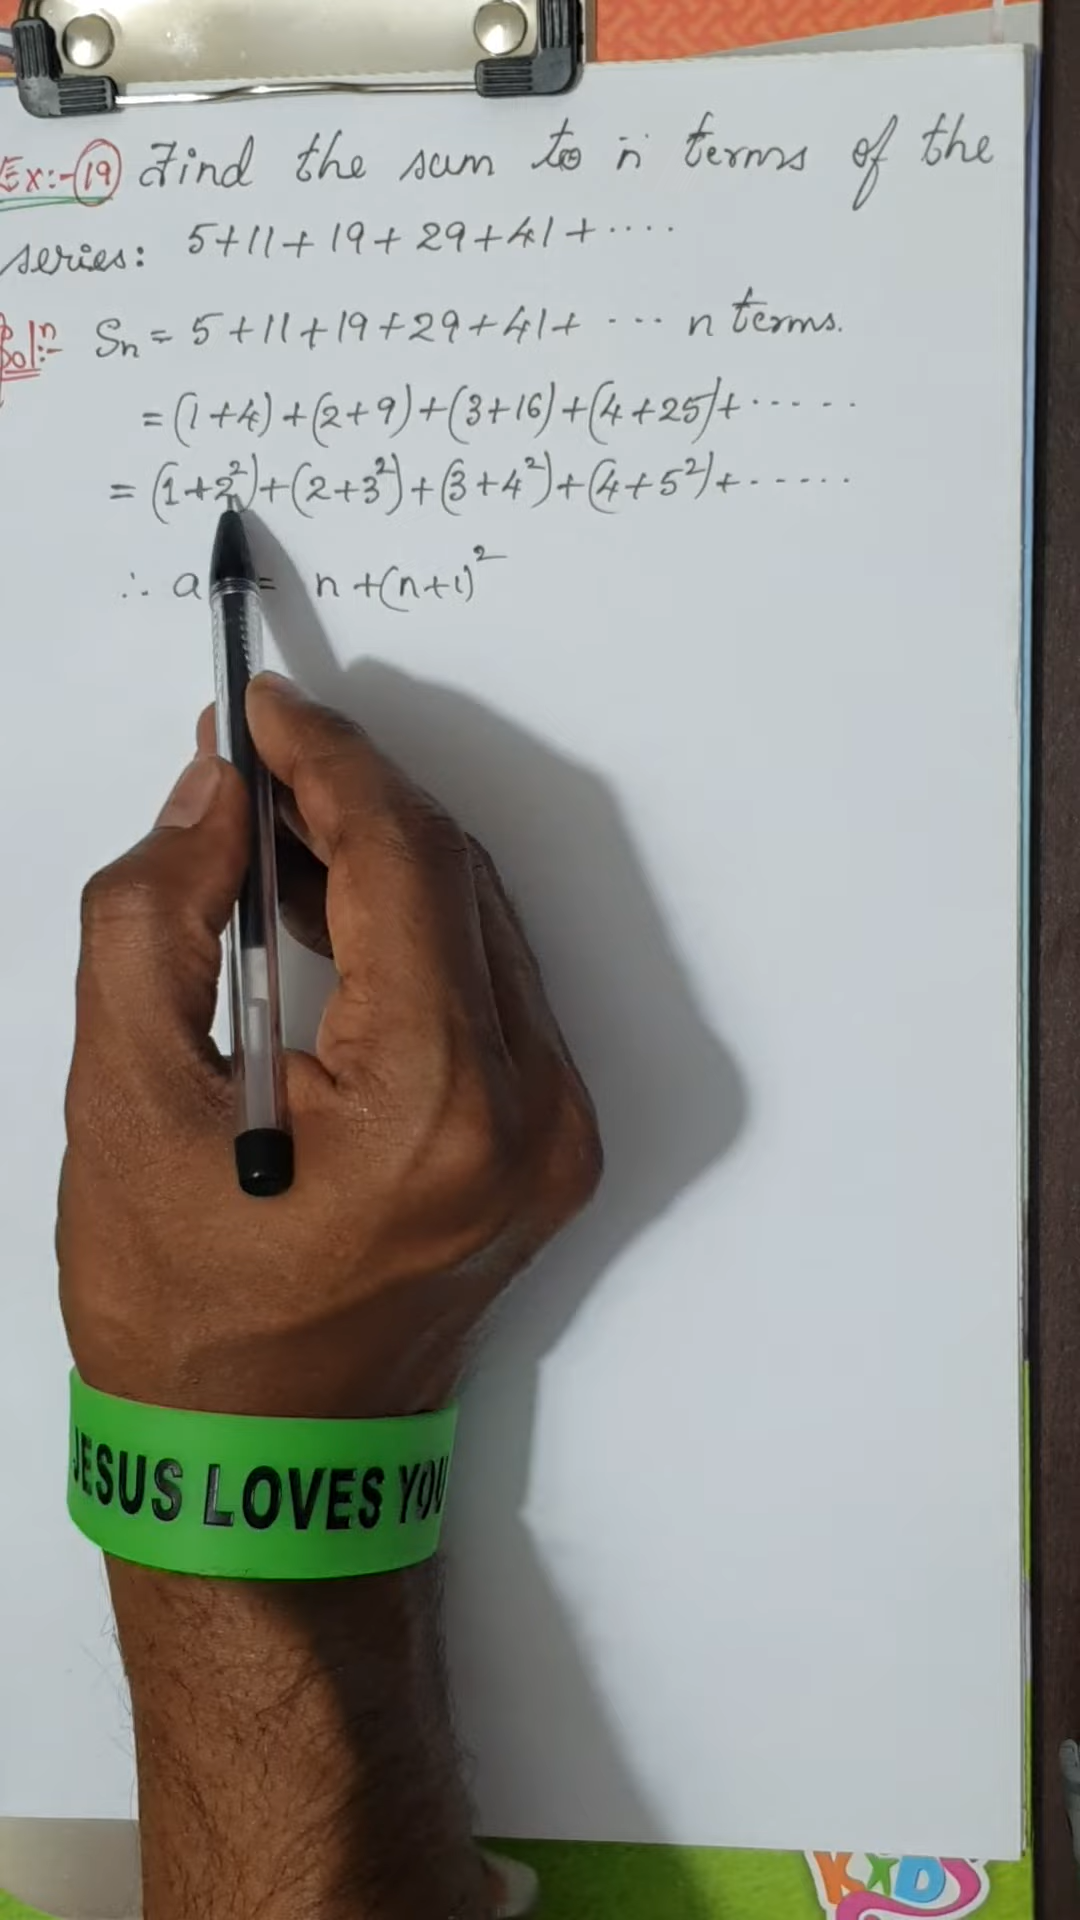 Ex:-(19) Find the sum to n terms of the
series: 5+11+19+29+41+....
Solⁿ:- Sₙ = 5+11+19+29+41+ ... n terms.
= (1+4)+(2+9)+(3+16)+(4+25)+.....
= (1+2²)+(2+3²)+(3+4²)+(4+5²)+.....
∴ a = n+(n+1)²
JESUS LOVES YOU
KiDS